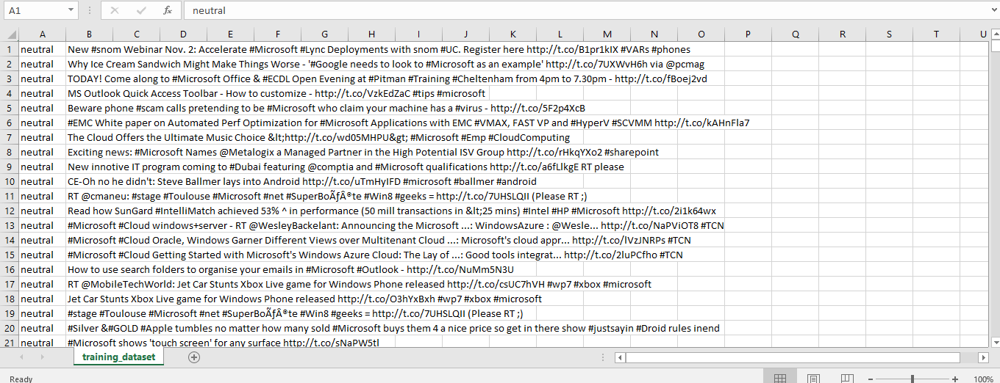 A1 fx neutral
A B C D E F G H I J K L M N O P Q R S T U
1 neutral New #snom Webinar Nov. 2: Accelerate #Microsoft #Lync Deployments with snom #UC. Register here http://t.co/B1pr1kIX #VARs #phones
2 neutral Why Ice Cream Sandwich Might Make Things Worse - '#Google needs to look to #Microsoft as an example' http://t.co/7UXWvH6h via @pcmag
3 neutral TODAY! Come along to #Microsoft Office & #ECDL Open Evening at #Pitman #Training #Cheltenham from 4pm to 7.30pm - http://t.co/fBoej2vd
4 neutral MS Outlook Quick Access Toolbar - How to customize - http://t.co/VzkEdZaC #tips #microsoft
5 neutral Beware phone #scam calls pretending to be #Microsoft who claim your machine has a #virus - http://t.co/5F2p4XcB
6 neutral #EMC White paper on Automated Perf Optimization for #Microsoft Applications with EMC #VMAX, FAST VP and #HyperV #SCVMM http://t.co/kAHnFla7
7 neutral The Cloud Offers the Ultimate Music Choice &lt;http://t.co/wd05MHPU&gt; #Microsoft #Emp #CloudComputing
8 neutral Exciting news: #Microsoft Names @Metalogix a Managed Partner in the High Potential ISV Group http://t.co/rHkqYXo2 #sharepoint
9 neutral New innotive IT program coming to #Dubai featuring @comptia and #Microsoft qualifications http://t.co/a6fLlkgE RT please
10 neutral CE-Oh no he didn't: Steve Ballmer lays into Android http://t.co/uTmHyIFD #microsoft #ballmer #android
11 neutral RT @cmaneu: #stage #Toulouse #Microsoft #net #SuperBoÃƒÂ®te #Win8 #geeks = http://t.co/7UHSLQII (Please RT ;)
12 neutral Read how SunGard #IntelliMatch achieved 53% ^ in performance (50 mill transactions in &lt;25 mins) #Intel #HP #Microsoft http://t.co/2i1k64wx
13 neutral #Microsoft #Cloud windows+server - RT @WesleyBackelant: Announcing the Microsoft ...: WindowsAzure : @Wesle... http://t.co/NaPViOT8 #TCN
14 neutral #Microsoft #Cloud Oracle, Windows Garner Different Views over Multitenant Cloud ...: Microsoft's cloud appr... http://t.co/lVzJNRPs #TCN
15 neutral #Microsoft #Cloud Getting Started with Microsoft's Windows Azure Cloud: The Lay of ...: Good tools integrat... http://t.co/2IuPCfho #TCN
16 neutral How to use search folders to organise your emails in #Microsoft #Outlook - http://t.co/NuMm5N3U
17 neutral RT @MobileTechWorld: Jet Car Stunts Xbox Live game for Windows Phone released http://t.co/csUC7hVH #wp7 #xbox #microsoft
18 neutral Jet Car Stunts Xbox Live game for Windows Phone released http://t.co/O3hYxBxh #wp7 #xbox #microsoft
19 neutral #stage #Toulouse #Microsoft #net #SuperBoÃƒÂ®te #Win8 #geeks = http://t.co/7UHSLQII (Please RT ;)
20 neutral #Silver &#GOLD #Apple tumbles no matter how many sold #Microsoft buys them 4 a nice price so get in there show #justsayin #Droid rules inend
21 neutral #Microsoft shows 'touch screen' for any surface http://t.co/sNaPW5tl
training_dataset
Ready 100%